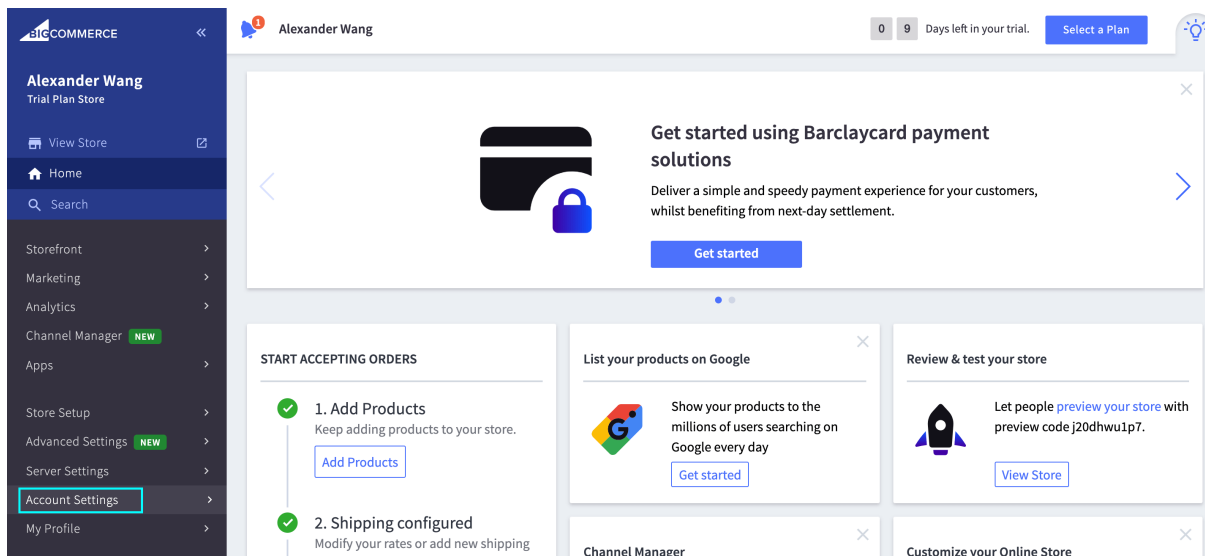 BIGCOMMERCE
Alexander Wang
Trial Plan Store
View Store
Home
Search
Storefront
Marketing
Analytics
Channel Manager NEW
Apps
Store Setup
Advanced Settings NEW
Server Settings
Account Settings
My Profile
1
Alexander Wang
0 9 Days left in your trial.
Select a Plan
Get started using Barclaycard payment
solutions
Deliver a simple and speedy payment experience for your customers,
whilst benefiting from next-day settlement.
Get started
START ACCEPTING ORDERS
1. Add Products
Keep adding products to your store.
Add Products
2. Shipping configured
Modify your rates or add new shipping
List your products on Google
G
Show your products to the
millions of users searching on
Google every day
Get started
Channel Manager
Review & test your store
Let people preview your store with
preview code j20dhwu1p7.
View Store
Customize your Online Store